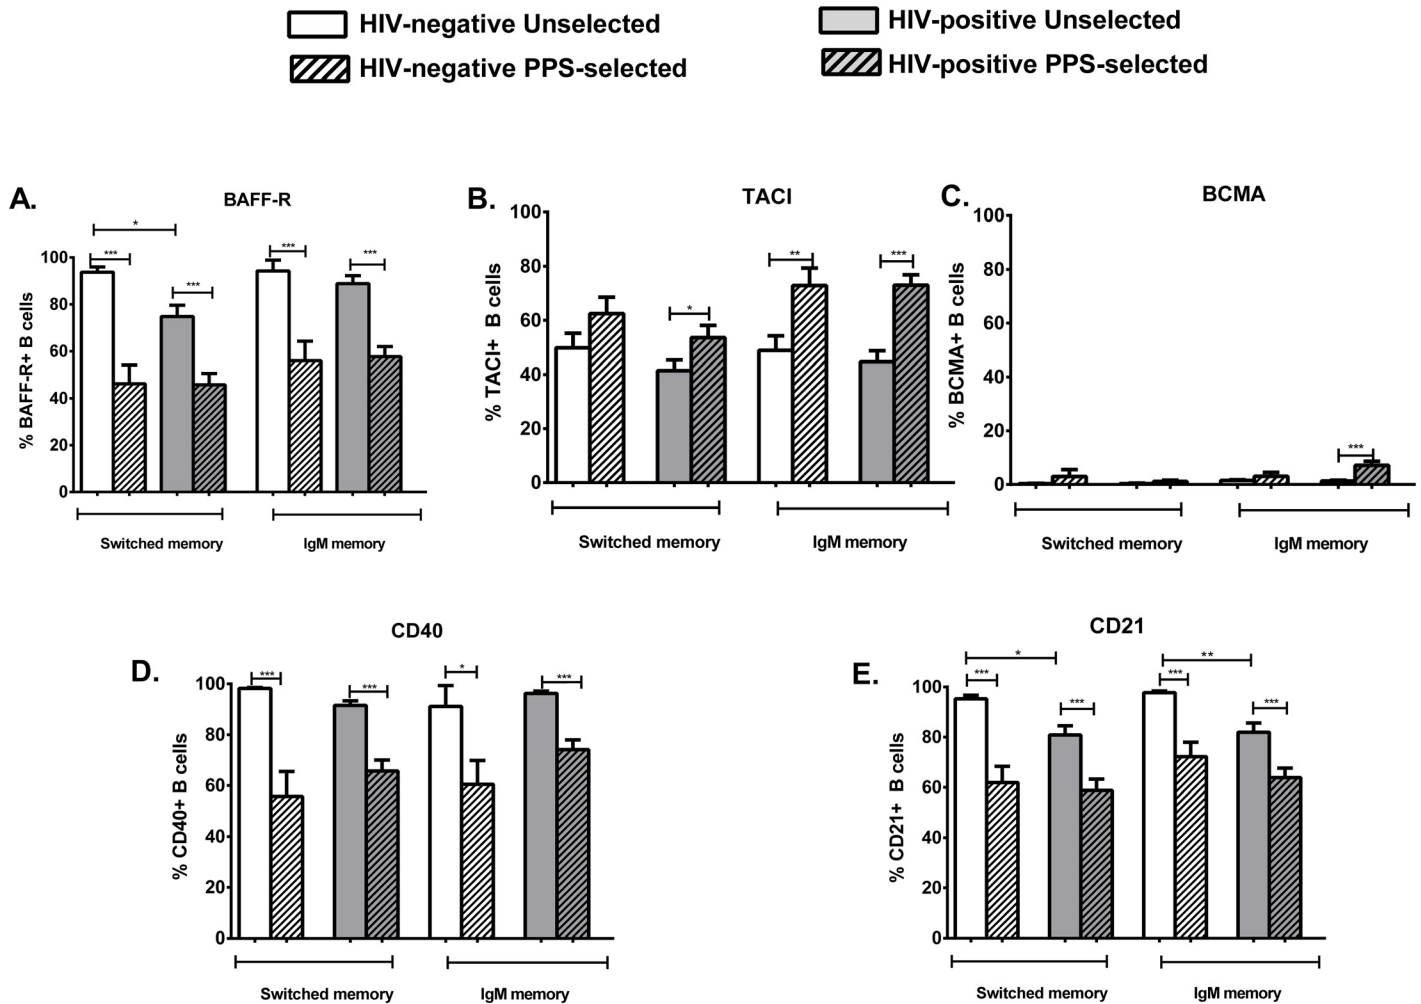 HIV-negative Unselected
HIV-positive Unselected
HIV-negative PPS-selected
HIV-positive PPS-selected
A.
BAFF-R
% BAFF-R+ B cells
100
80
60
40
20
0
*
***
***
***
***
Switched memory
IgM memory
B.
TACI
% TACI+ B cells
100
80
60
40
20
0
*
**
***
Switched memory
IgM memory
C.
BCMA
% BCMA+ B cells
100
80
60
40
20
0
***
Switched memory
IgM memory
D.
CD40
% CD40+ B cells
100
80
60
40
20
0
***
***
*
***
Switched memory
IgM memory
E.
CD21
% CD21+ B cells
100
80
60
40
20
0
*
**
***
***
***
***
Switched memory
IgM memory